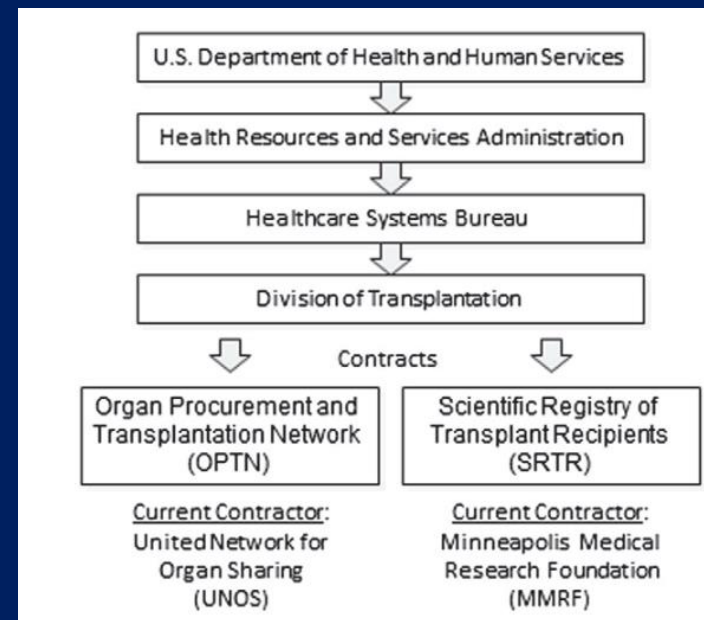 U.S. Department of Health and Human Services
Health Resources and Services Administration
Healthcare Systems Bureau
Division of Transplantation
Contracts
Organ Procurement and
Transplantation Network
(OPTN)
Current Contractor:
United Network for
Organ Sharing
(UNOS)
Scientific Registry of
Transplant Recipients
(SRTR)
Current Contractor:
Minneapolis Medical
Research Foundation
(MMRF)